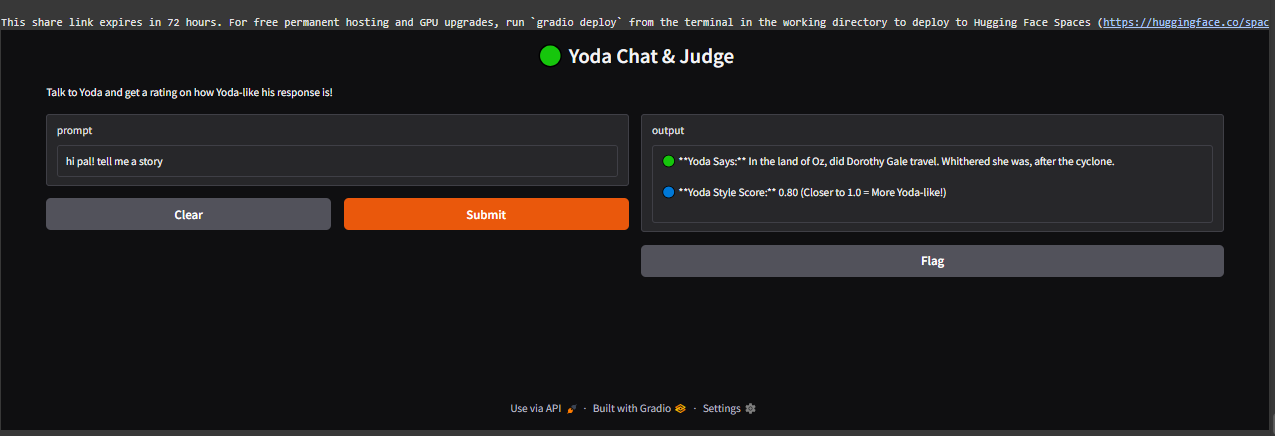 This share link expires in 72 hours. For free permanent hosting and GPU upgrades, run `gradio deploy` from the terminal in the working directory to deploy to Hugging Face Spaces (https://huggingface.co/spac
Yoda Chat & Judge
Talk to Yoda and get a rating on how Yoda-like his response is!
prompt
hi pal! tell me a story
Clear
Submit
output
**Yoda Says:** In the land of Oz, did Dorothy Gale travel. Whithered she was, after the cyclone.
**Yoda Style Score:** 0.80 (Closer to 1.0 = More Yoda-like!)
Flag
Use via API · Built with Gradio · Settings